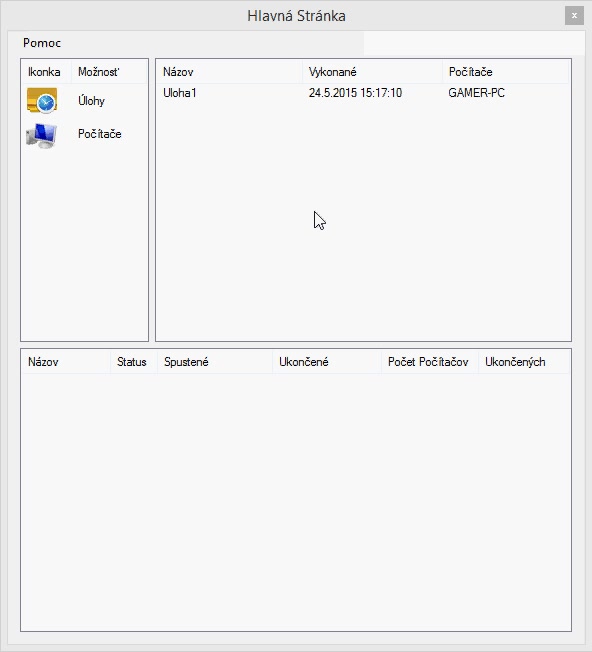 Hlavná Stránka
x
Pomoc
Ikonka Možnosť
Úlohy
Počítače
Názov Vykonané Počítače
Uloha1 24.5.2015 15:17:10 GAMER-PC
Názov Status Spustené Ukončené Počet Počítačov Ukončených